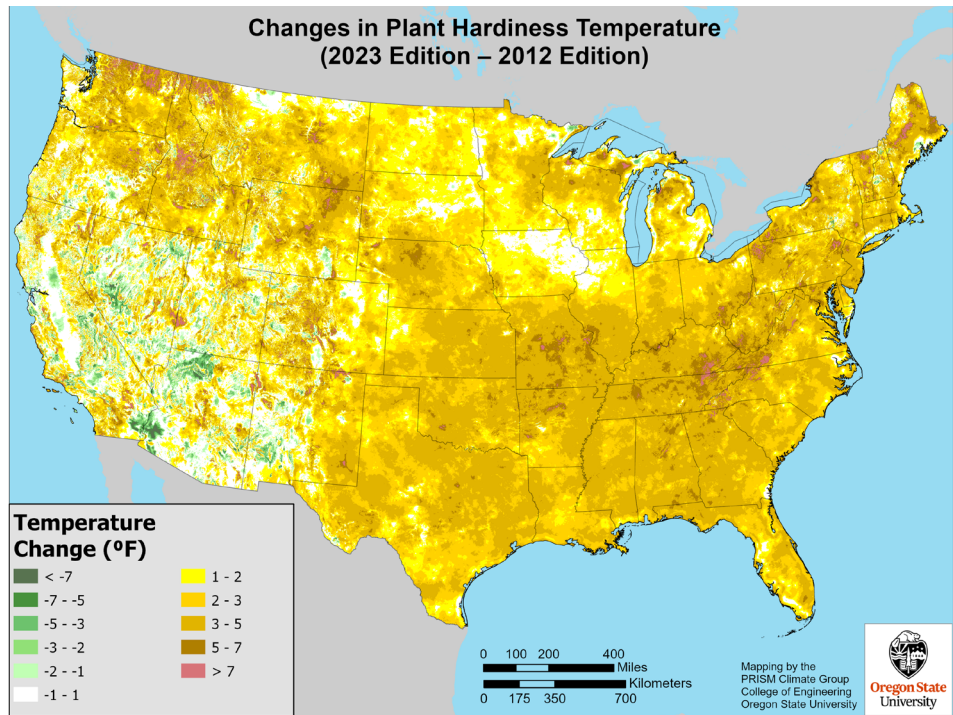 Changes in Plant Hardiness Temperature
(2023 Edition – 2012 Edition)
Temperature
Change (ºF)
< -7
-7 - -5
-5 - -3
-3 - -2
-2 - -1
-1 - 1
1 - 2
2 - 3
3 - 5
5 - 7
> 7
0 100 200 400
Miles
Kilometers
0 175 350 700
Mapping by the
PRISM Climate Group
College of Engineering
Oregon State University
Oregon State
University